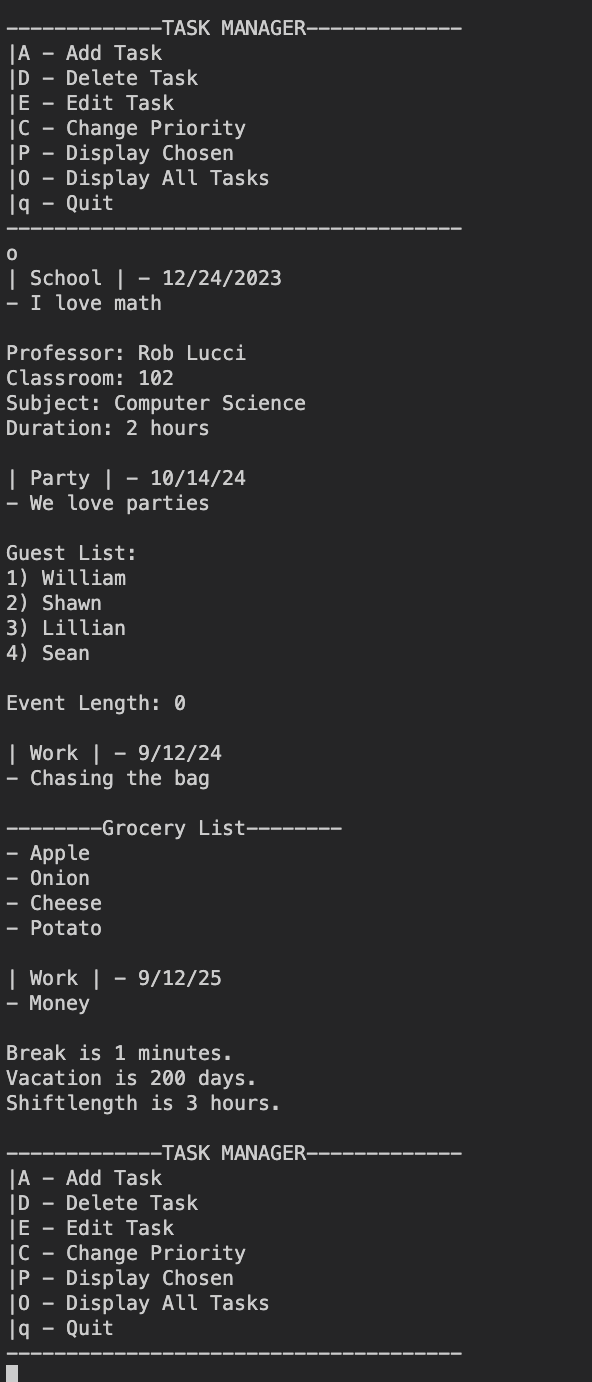 -------------TASK MANAGER-------------
|A - Add Task
|D - Delete Task
|E - Edit Task
|C - Change Priority
|P - Display Chosen
|O - Display All Tasks
|q - Quit
--------------------------------------
o
| School | - 12/24/2023
- I love math

Professor: Rob Lucci
Classroom: 102
Subject: Computer Science
Duration: 2 hours

| Party | - 10/14/24
- We love parties

Guest List:
1) William
2) Shawn
3) Lillian
4) Sean

Event Length: 0

| Work | - 9/12/24
- Chasing the bag

--------Grocery List--------
- Apple
- Onion
- Cheese
- Potato

| Work | - 9/12/25
- Money

Break is 1 minutes.
Vacation is 200 days.
Shiftlength is 3 hours.

-------------TASK MANAGER-------------
|A - Add Task
|D - Delete Task
|E - Edit Task
|C - Change Priority
|P - Display Chosen
|O - Display All Tasks
|q - Quit
--------------------------------------